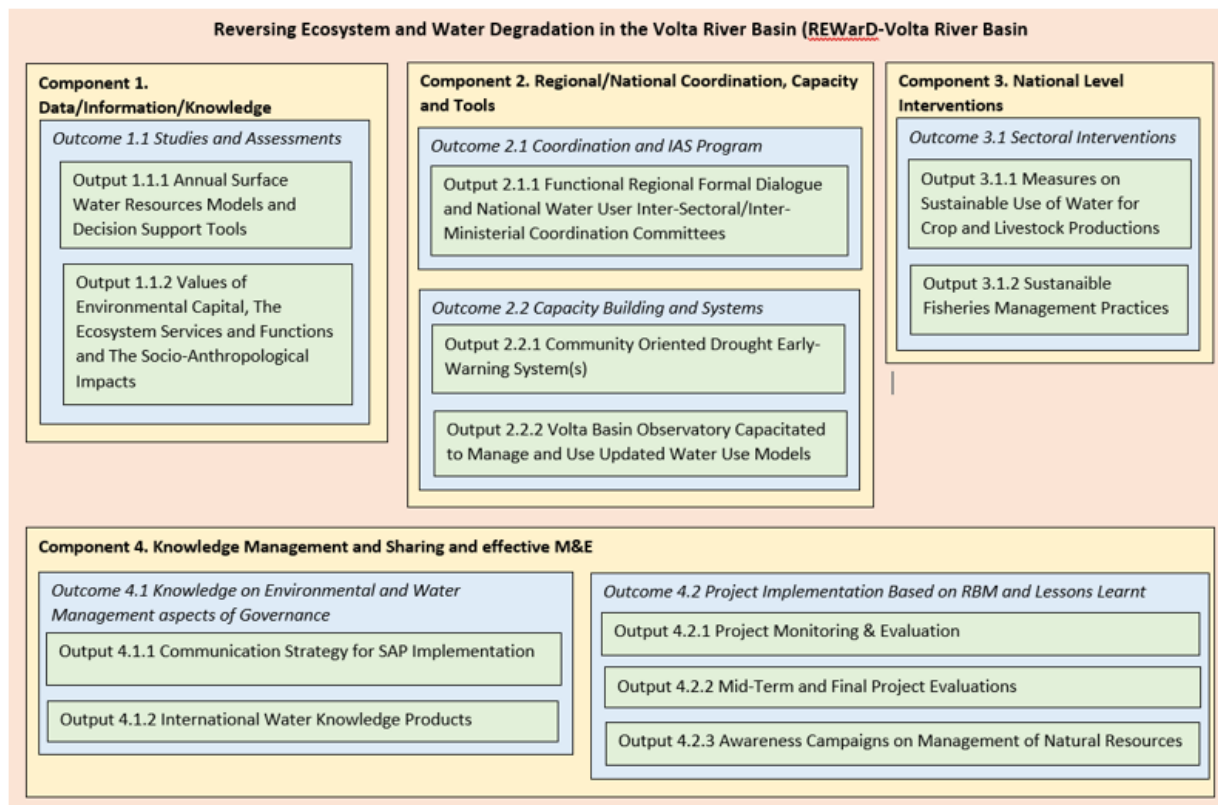 Reversing Ecosystem and Water Degradation in the Volta River Basin (REWarD-Volta River Basin
Component 1.
Data/Information/Knowledge
Outcome 1.1 Studies and Assessments
Output 1.1.1 Annual Surface
Water Resources Models and
Decision Support Tools
Output 1.1.2 Values of
Environmental Capital, The
Ecosystem Services and Functions
and The Socio-Anthropological
Impacts
Component 2. Regional/National Coordination, Capacity
and Tools
Outcome 2.1 Coordination and IAS Program
Output 2.1.1 Functional Regional Formal Dialogue
and National Water User Inter-Sectoral/Inter-
Ministerial Coordination Committees
Outcome 2.2 Capacity Building and Systems
Output 2.2.1 Community Oriented Drought Early-
Warning System(s)
Output 2.2.2 Volta Basin Observatory Capacitated
to Manage and Use Updated Water Use Models
Component 3. National Level
Interventions
Outcome 3.1 Sectoral Interventions
Output 3.1.1 Measures on
Sustainable Use of Water for
Crop and Livestock Productions
Output 3.1.2 Sustanaible
Fisheries Management Practices
Component 4. Knowledge Management and Sharing and effective M&E
Outcome 4.1 Knowledge on Environmental and Water
Management aspects of Governance
Output 4.1.1 Communication Strategy for SAP Implementation
Output 4.1.2 International Water Knowledge Products
Outcome 4.2 Project Implementation Based on RBM and Lessons Learnt
Output 4.2.1 Project Monitoring & Evaluation
Output 4.2.2 Mid-Term and Final Project Evaluations
Output 4.2.3 Awareness Campaigns on Management of Natural Resources